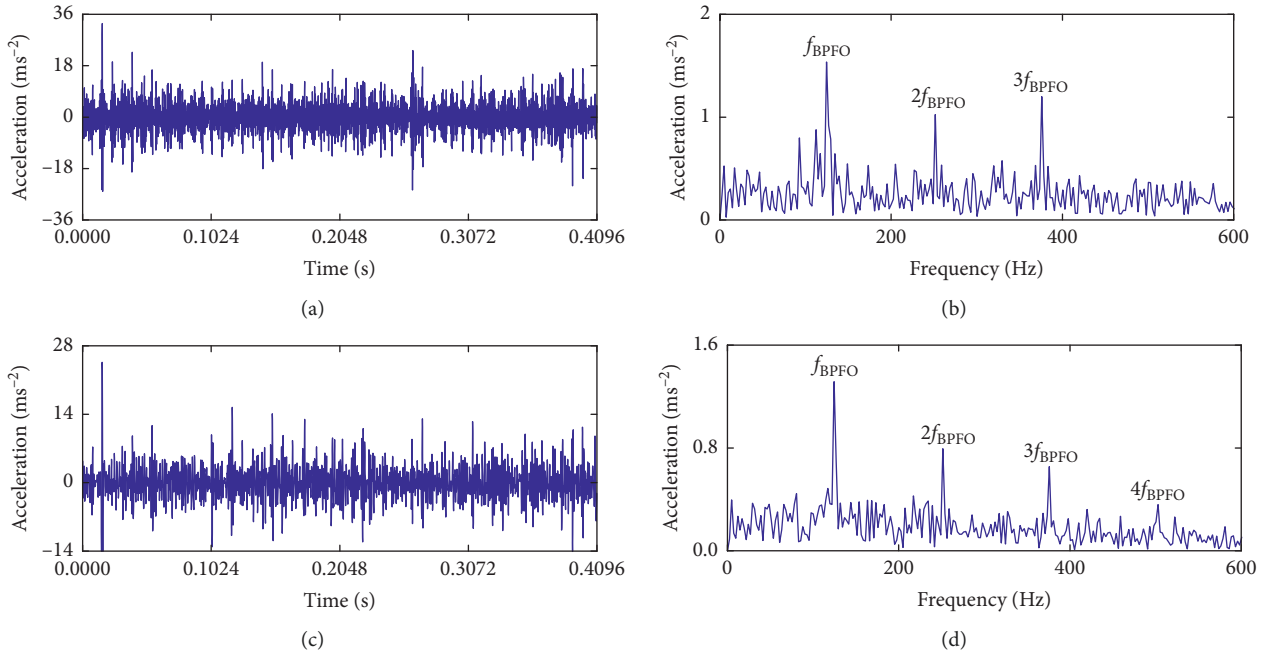 36
18
0
−18
−36
Acceleration (ms⁻²)
0.0000 0.1024 0.2048 0.3072 0.4096
Time (s)
(a)
2
1
0
Acceleration (ms⁻²)
f_BPFO
2f_BPFO
3f_BPFO
0 200 400 600
Frequency (Hz)
(b)
28
14
0
−14
Acceleration (ms⁻²)
0.0000 0.1024 0.2048 0.3072 0.4096
Time (s)
(c)
1.6
0.8
0.0
Acceleration (ms⁻²)
f_BPFO
2f_BPFO
3f_BPFO
4f_BPFO
0 200 400 600
Frequency (Hz)
(d)